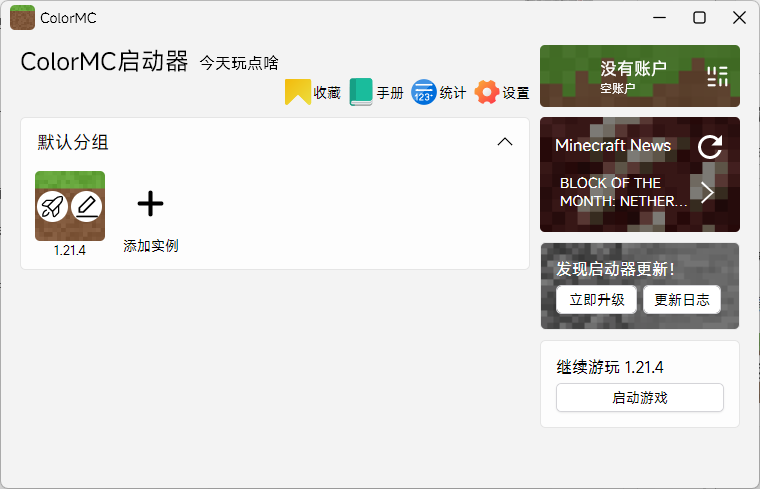 ColorMC
ColorMC启动器 今天玩点啥
收藏 手册 123+ 统计 设置
默认分组
1.21.4
添加实例
没有账户
空账户
Minecraft News
BLOCK OF THE
MONTH: NETHER...
发现启动器更新!
立即升级 更新日志
继续游玩 1.21.4
启动游戏